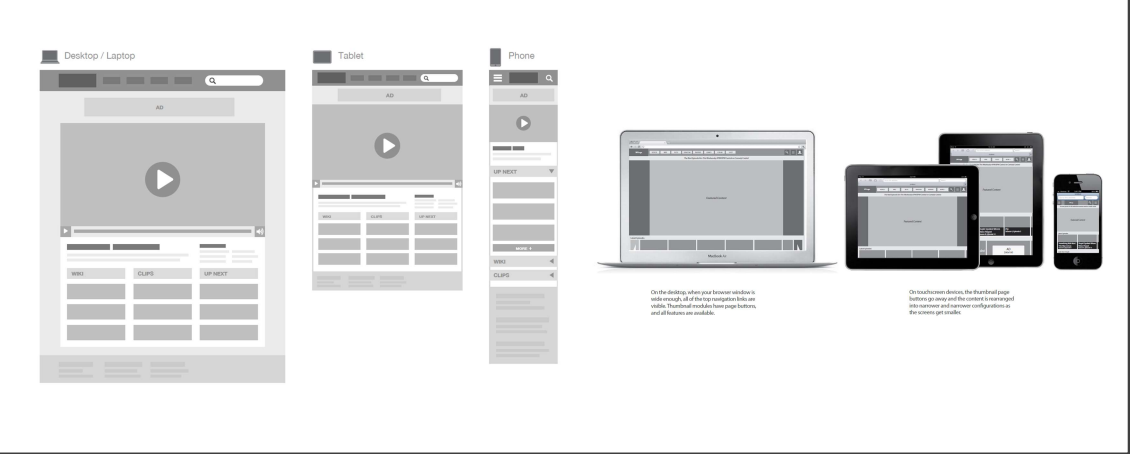 Desktop / Laptop
AD
WIKI
CLIPS
UP NEXT
Tablet
AD
WIKI
CLIPS
UP NEXT
Phone
AD
UP NEXT
MORE +
WIKI
CLIPS
MacBook Air
On the desktop, when your browser window is
wide enough, all of the top navigation links are
visible. Thumbnail modules have page buttons,
and all features are available.
On touchscreen devices, the thumbnail page
buttons go away and the content is rearranged
into narrower and narrower configurations as
the screens get smaller.